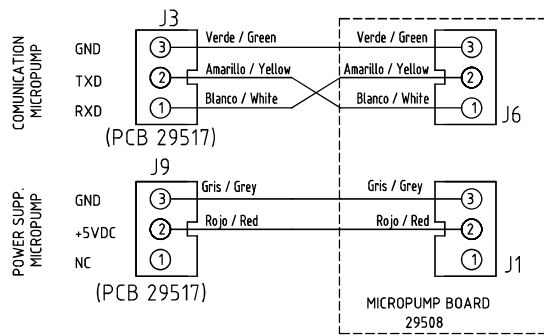 J3
COMUNICATION
MICROPUMP
GND 3 Verde / Green Verde / Green 3
TXD 2 Amarillo / Yellow Amarillo / Yellow 2
RXD 1 Blanco / White Blanco / White 1
J6
(PCB 29517)
J9
POWER SUPP.
MICROPUMP
GND 3 Gris / Grey Gris / Grey 3
+5VDC 2 Rojo / Red Rojo / Red 2
NC 1 1
J1
(PCB 29517)
MICROPUMP BOARD
29508